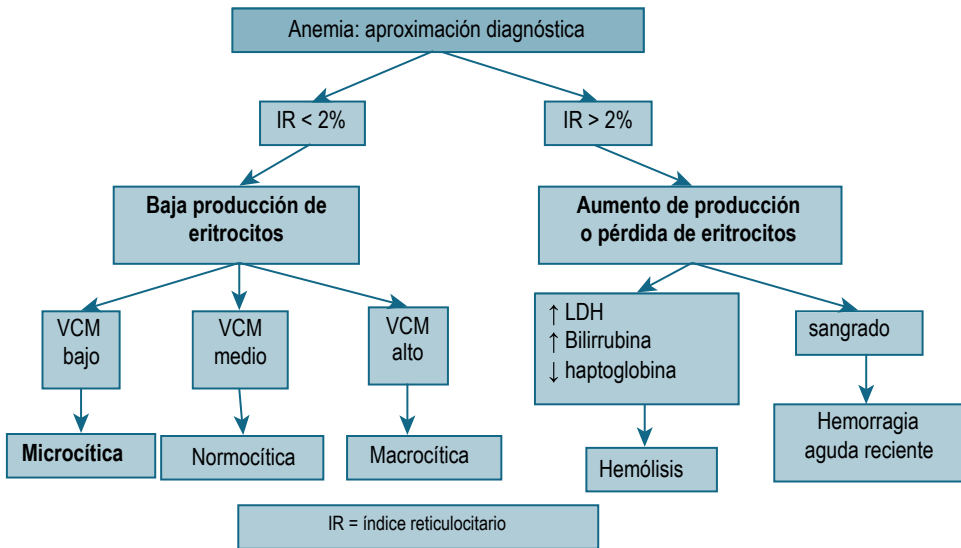 Anemia: aproximación diagnóstica
IR < 2%
IR > 2%
Baja producción de
eritrocitos
Aumento de producción
o pérdida de eritrocitos
VCM
bajo
VCM
medio
VCM
alto
↑ LDH
↑ Bilirrubina
↓ haptoglobina
sangrado
Microcítica
Normocítica
Macrocítica
Hemólisis
Hemorragia
aguda reciente
IR = índice reticulocitario